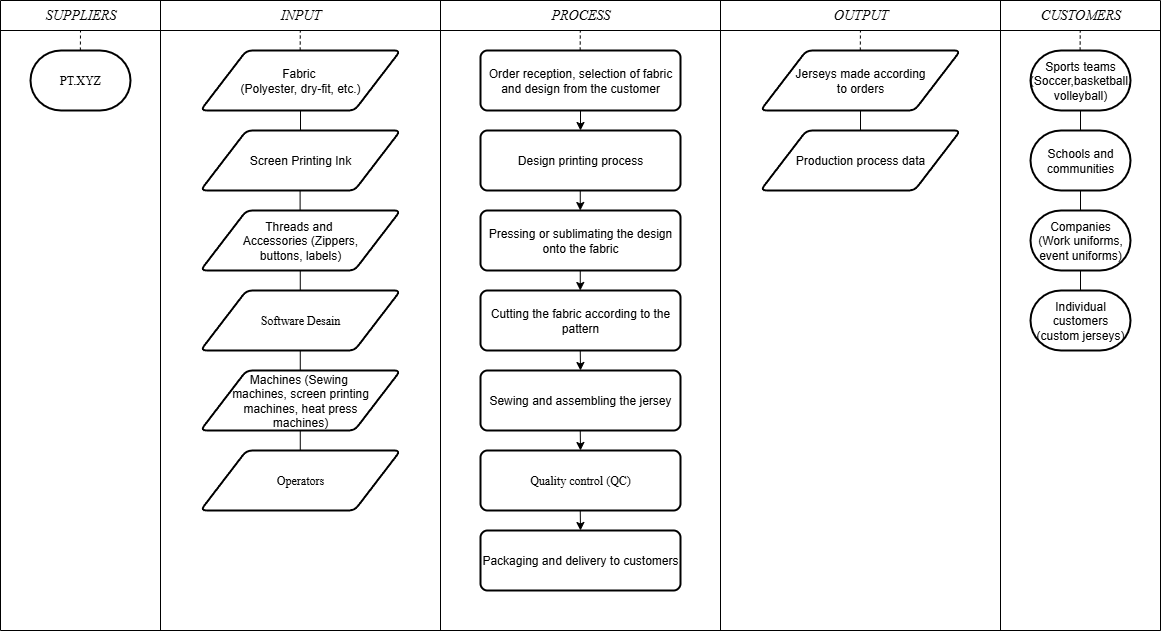 SUPPLIERS
INPUT
PROCESS
OUTPUT
CUSTOMERS
PT.XYZ
Fabric
(Polyester, dry-fit, etc.)
Screen Printing Ink
Threads and
Accessories (Zippers,
buttons, labels)
Software Desain
Machines (Sewing
machines, screen printing
machines, heat press
machines)
Operators
Order reception, selection of fabric
and design from the customer
Design printing process
Pressing or sublimating the design
onto the fabric
Cutting the fabric according to the
pattern
Sewing and assembling the jersey
Quality control (QC)
Packaging and delivery to customers
Jerseys made according
to orders
Production process data
Sports teams
(Soccer,basketball,
volleyball)
Schools and
communities
Companies
(Work uniforms,
event uniforms)
Individual
customers
(custom jerseys)